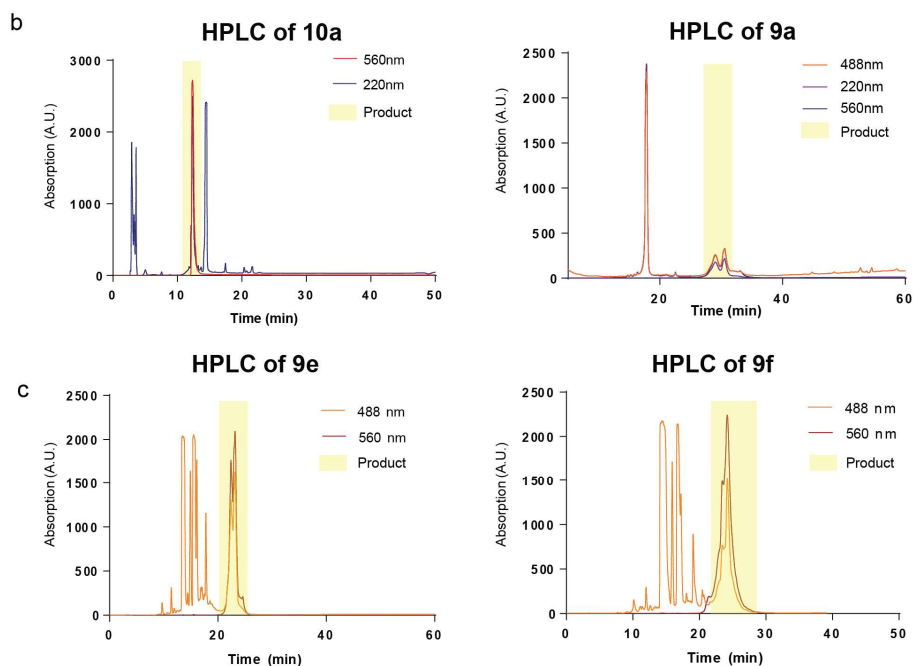 b
HPLC of 10a
3000
2000
1000
0
Absorption (A.U.)
0 10 20 30 40 50
Time (min)
560nm
220nm
Product
HPLC of 9a
2500
2000
1500
1000
500
0
Absorption (A.U.)
20 40 60
Time (min)
488nm
220nm
560nm
Product
c
HPLC of 9e
2500
2000
1500
1000
500
0
Absorption (A.U.)
0 20 40 60
Time (min)
488 nm
560 nm
Product
HPLC of 9f
2500
2000
1500
1000
500
0
Absorption (A.U.)
0 10 20 30 40 50
Time (min)
488 nm
560 nm
Product